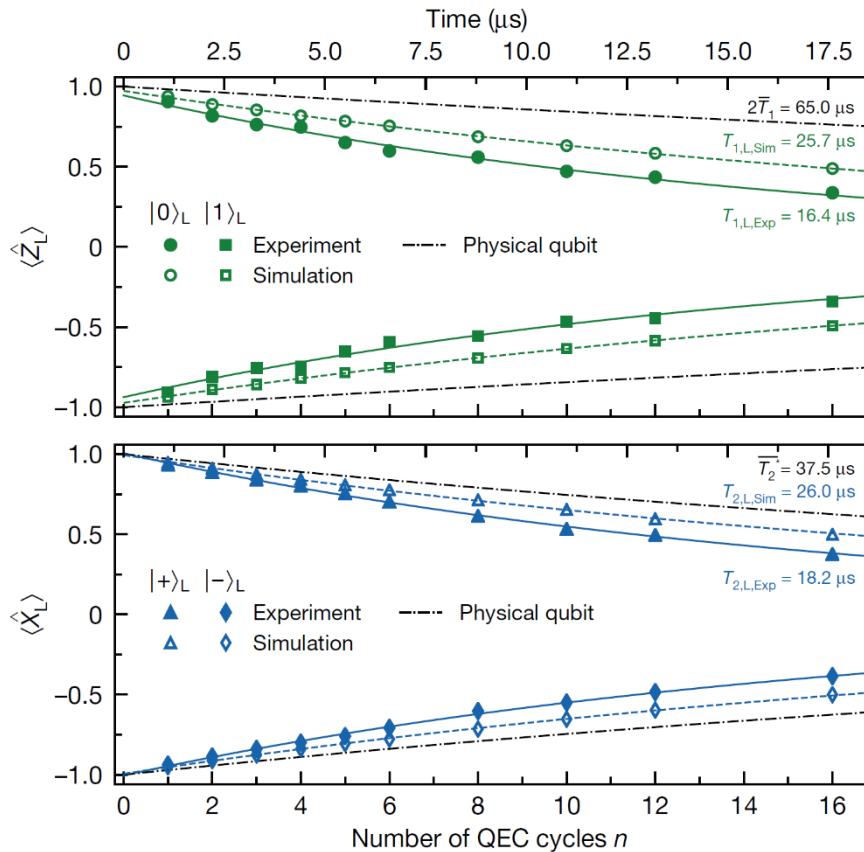 Time (μs)
0 2.5 5.0 7.5 10.0 12.5 15.0 17.5
1.0
0.5
0
−0.5
−1.0
⟨Ẑ_L⟩
2T̅₁ = 65.0 μs
T₁,L,Sim = 25.7 μs
T₁,L,Exp = 16.4 μs
|0⟩_L |1⟩_L
Experiment
Simulation
Physical qubit
1.0
0.5
0
−0.5
−1.0
⟨X̂_L⟩
T̅₂* = 37.5 μs
T₂,L,Sim = 26.0 μs
T₂,L,Exp = 18.2 μs
|+⟩_L |−⟩_L
Experiment
Simulation
Physical qubit
0 2 4 6 8 10 12 14 16
Number of QEC cycles n